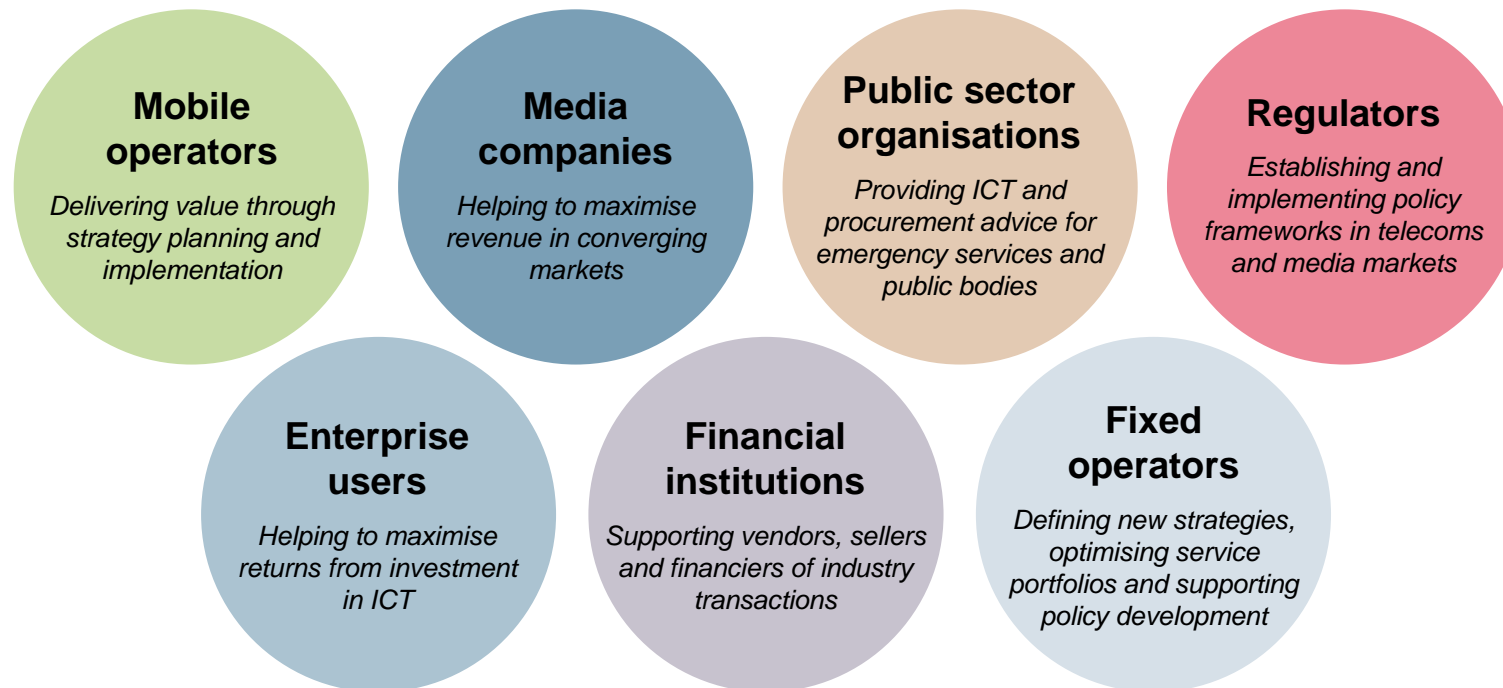 Mobile
operators
Delivering value through
strategy planning and
implementation
Media
companies
Helping to maximise
revenue in converging
markets
Public sector
organisations
Providing ICT and
procurement advice for
emergency services and
public bodies
Regulators
Establishing and
implementing policy
frameworks in telecoms
and media markets
Enterprise
users
Helping to maximise
returns from investment
in ICT
Financial
institutions
Supporting vendors, sellers
and financiers of industry
transactions
Fixed
operators
Defining new strategies,
optimising service
portfolios and supporting
policy development